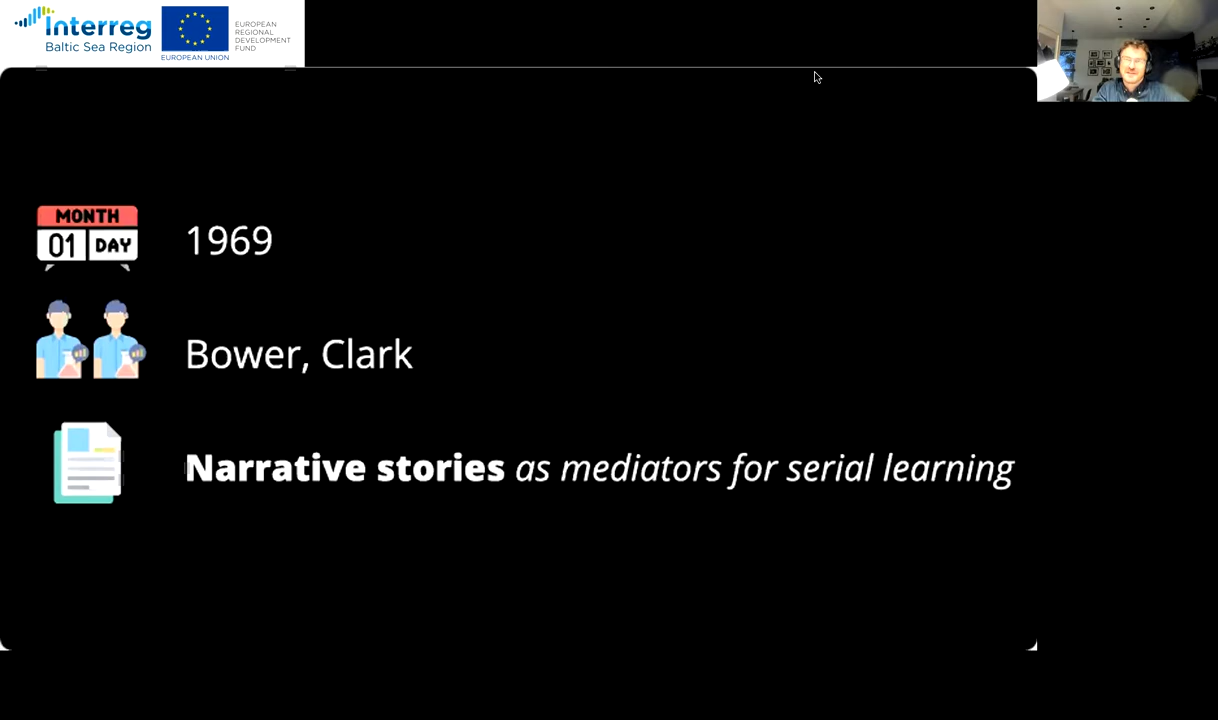 Interreg
Baltic Sea Region
EUROPEAN UNION
EUROPEAN
REGIONAL
DEVELOPMENT
FUND
MONTH
01 DAY
1969
Bower, Clark
Narrative stories as mediators for serial learning